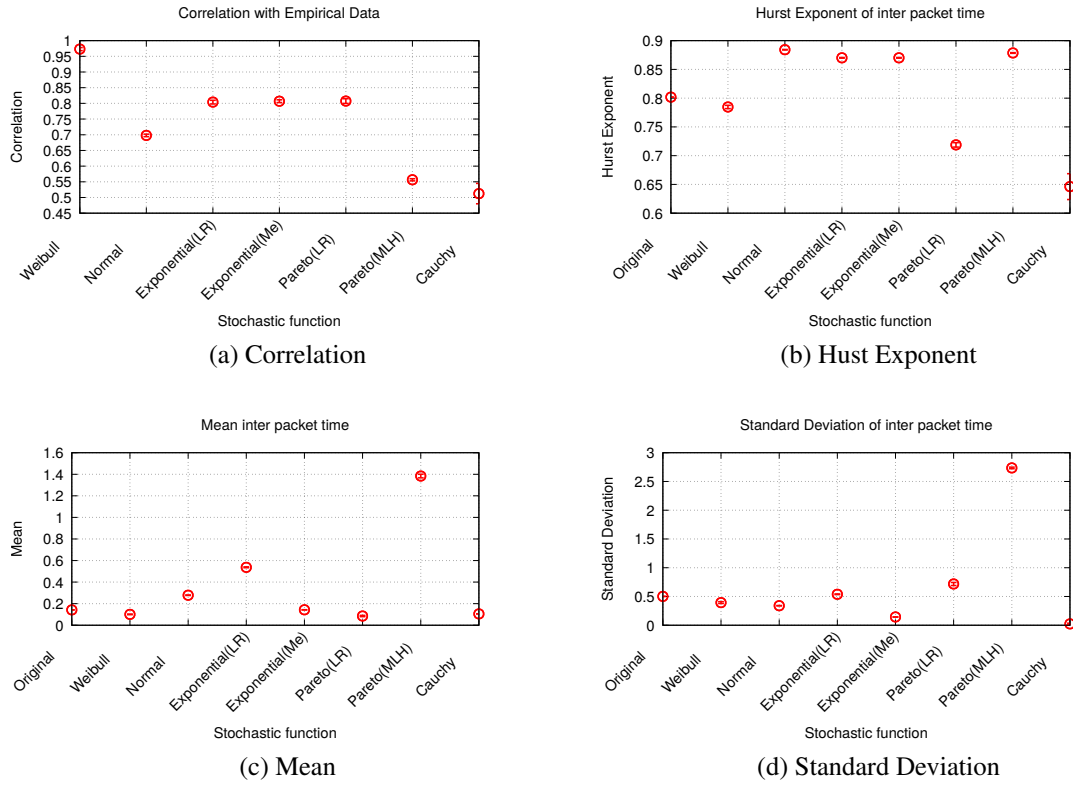 Correlation with Empirical Data
1
0.95
0.9
0.85
0.8
0.75
0.7
0.65
0.6
0.55
0.5
0.45
Correlation
Weibull
Normal
Exponential(LR)
Exponential(Me)
Pareto(LR)
Pareto(MLH)
Cauchy
Stochastic function
(a) Correlation
Hurst Exponent of inter packet time
0.9
0.85
0.8
0.75
0.7
0.65
0.6
Hurst Exponent
Original
Weibull
Normal
Exponential(LR)
Exponential(Me)
Pareto(LR)
Pareto(MLH)
Cauchy
Stochastic function
(b) Hust Exponent
Mean inter packet time
1.6
1.4
1.2
1
0.8
0.6
0.4
0.2
0
Mean
Original
Weibull
Normal
Exponential(LR)
Exponential(Me)
Pareto(LR)
Pareto(MLH)
Cauchy
Stochastic function
(c) Mean
Standard Deviation of inter packet time
3
2.5
2
1.5
1
0.5
0
Standard Deviation
Original
Weibull
Normal
Exponential(LR)
Exponential(Me)
Pareto(LR)
Pareto(MLH)
Cauchy
Stochastic function
(d) Standard Deviation